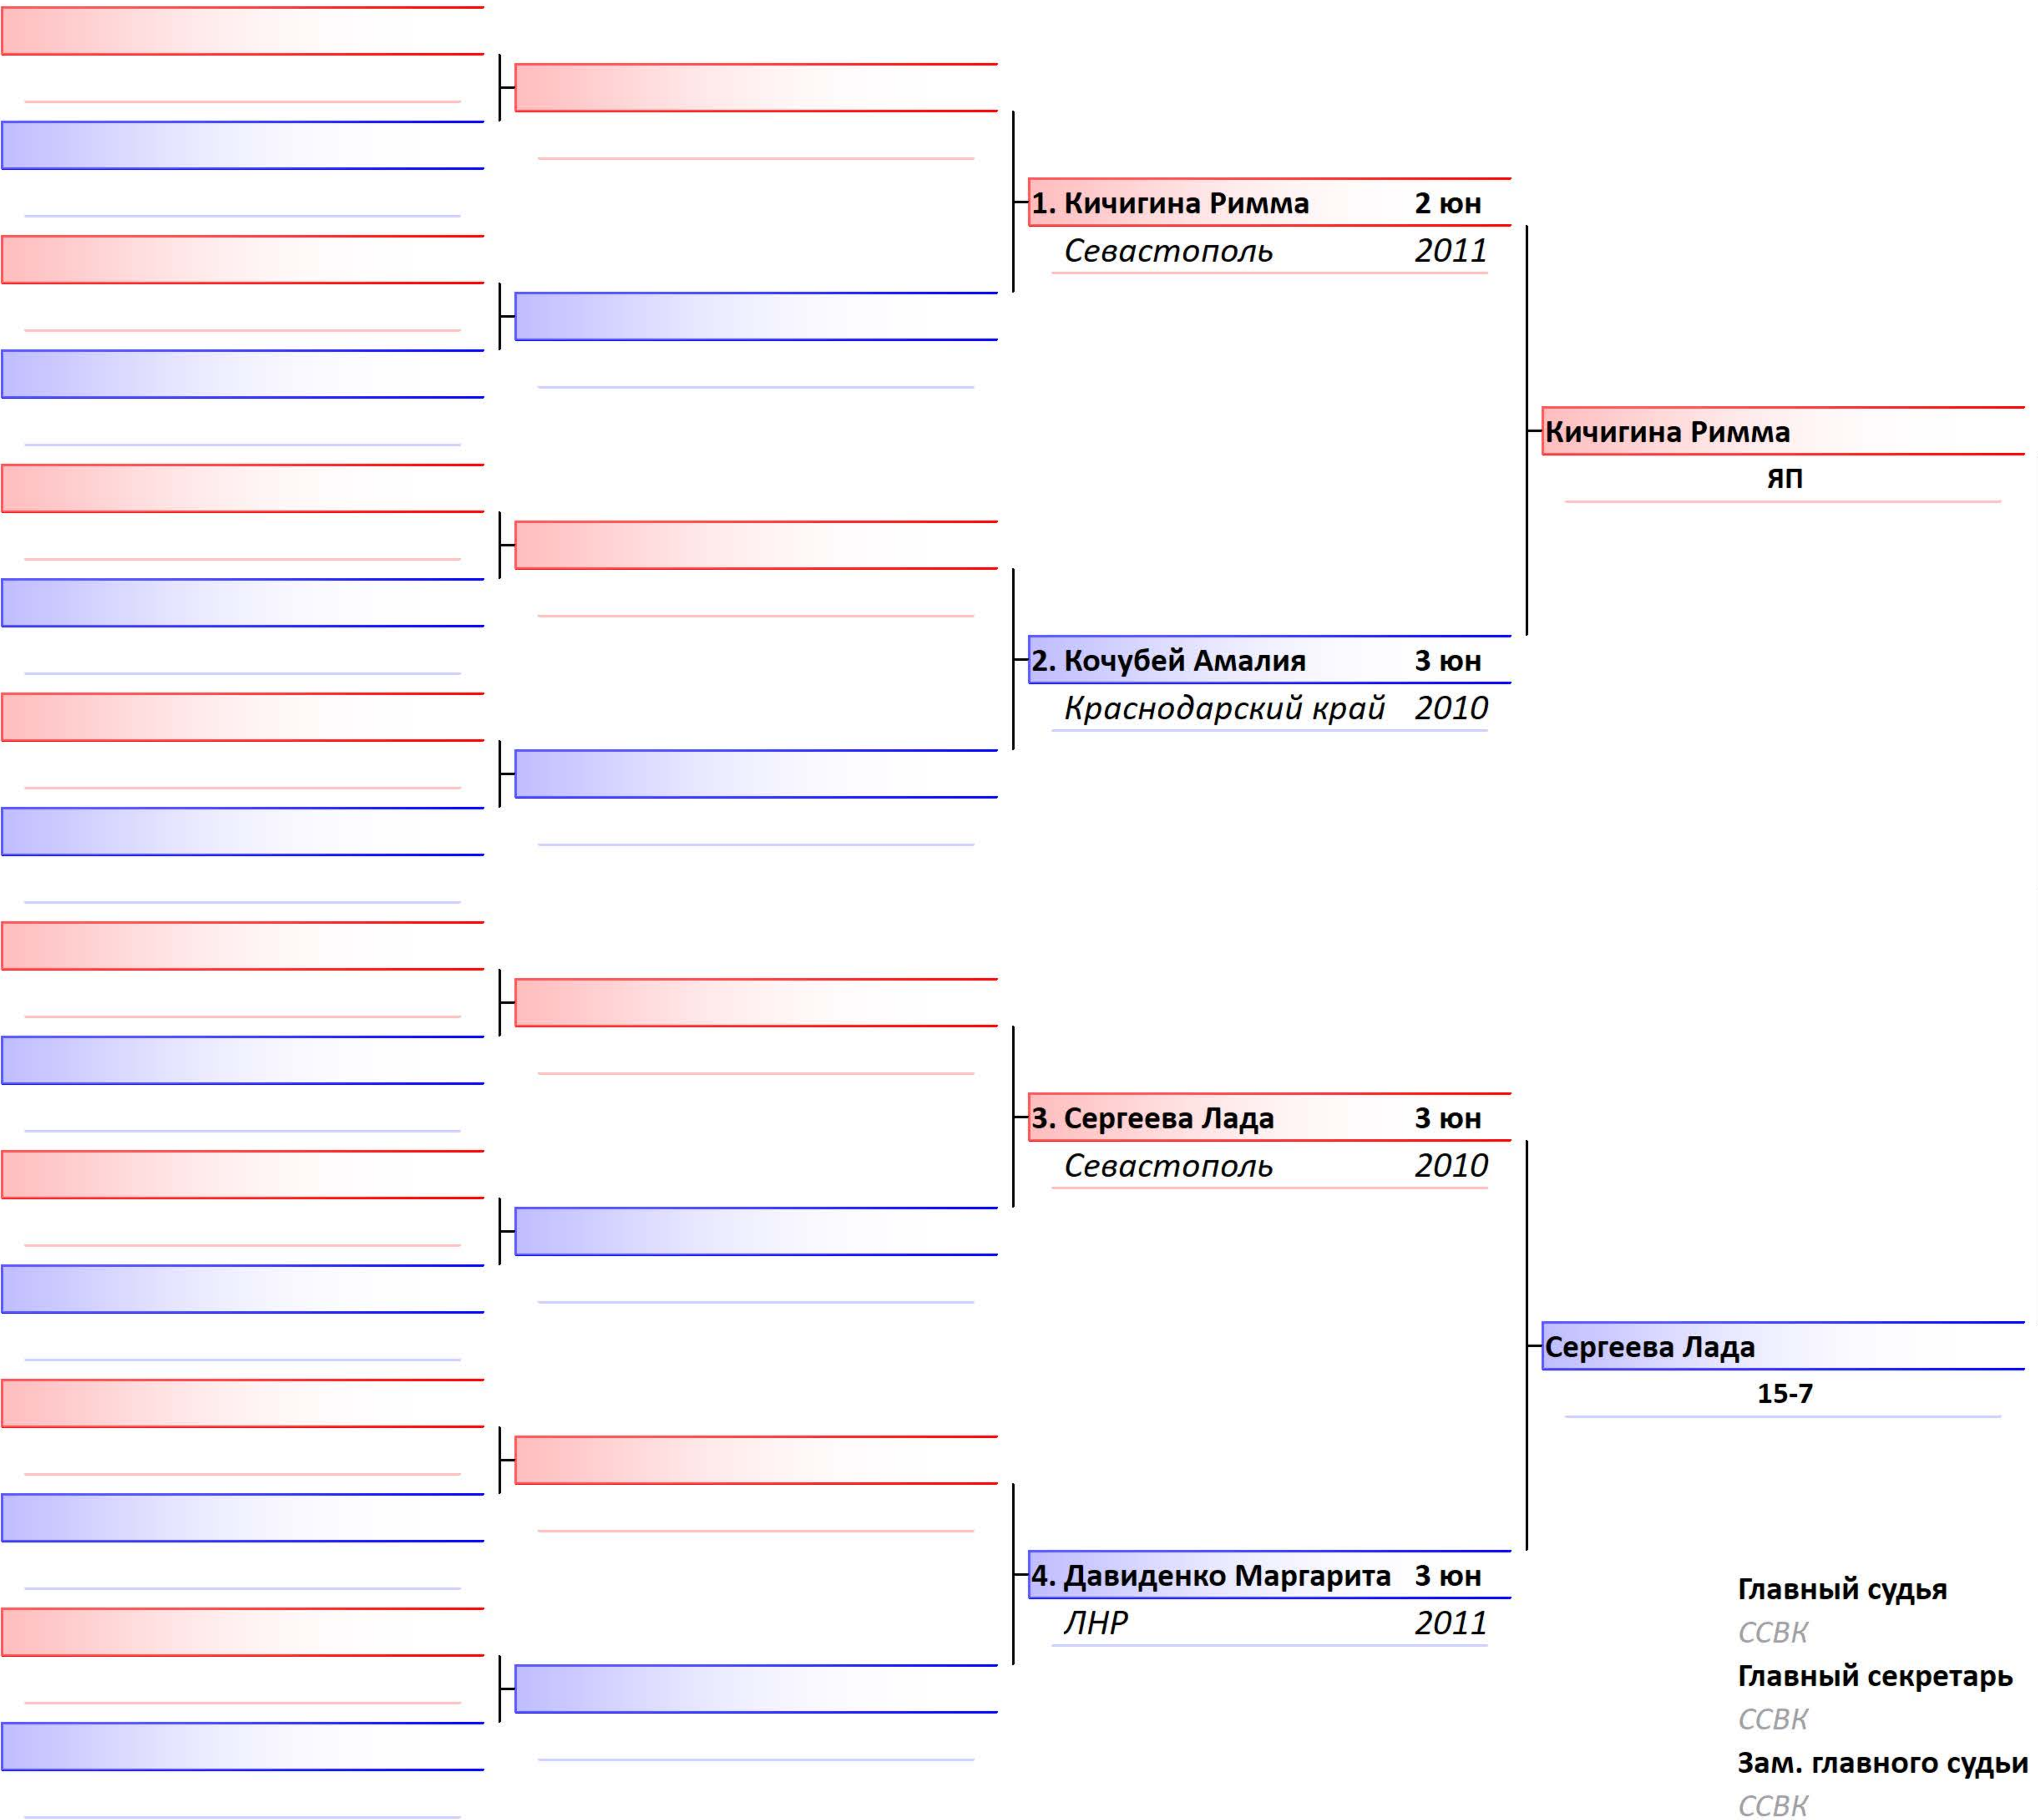 1. Кичигина Римма 2 юн
Севастополь 2011
Кичигина Римма
ЯП
2. Кочубей Амалия 3 юн
Краснодарский край 2010
3. Сергеева Лада 3 юн
Севастополь 2010
Сергеева Лада
15-7
4. Давиденко Маргарита 3 юн
ЛНР 2011
Главный судья
ССВК
Главный секретарь
ССВК
Зам. главного судьи
ССВК